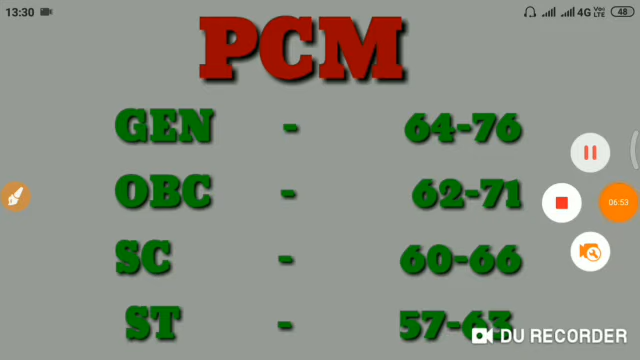 13:30 4G VoLTE 48
PCM
GEN - 64-76
OBC - 62-71
06:53
SC - 60-66
ST - 57-63
DU RECORDER